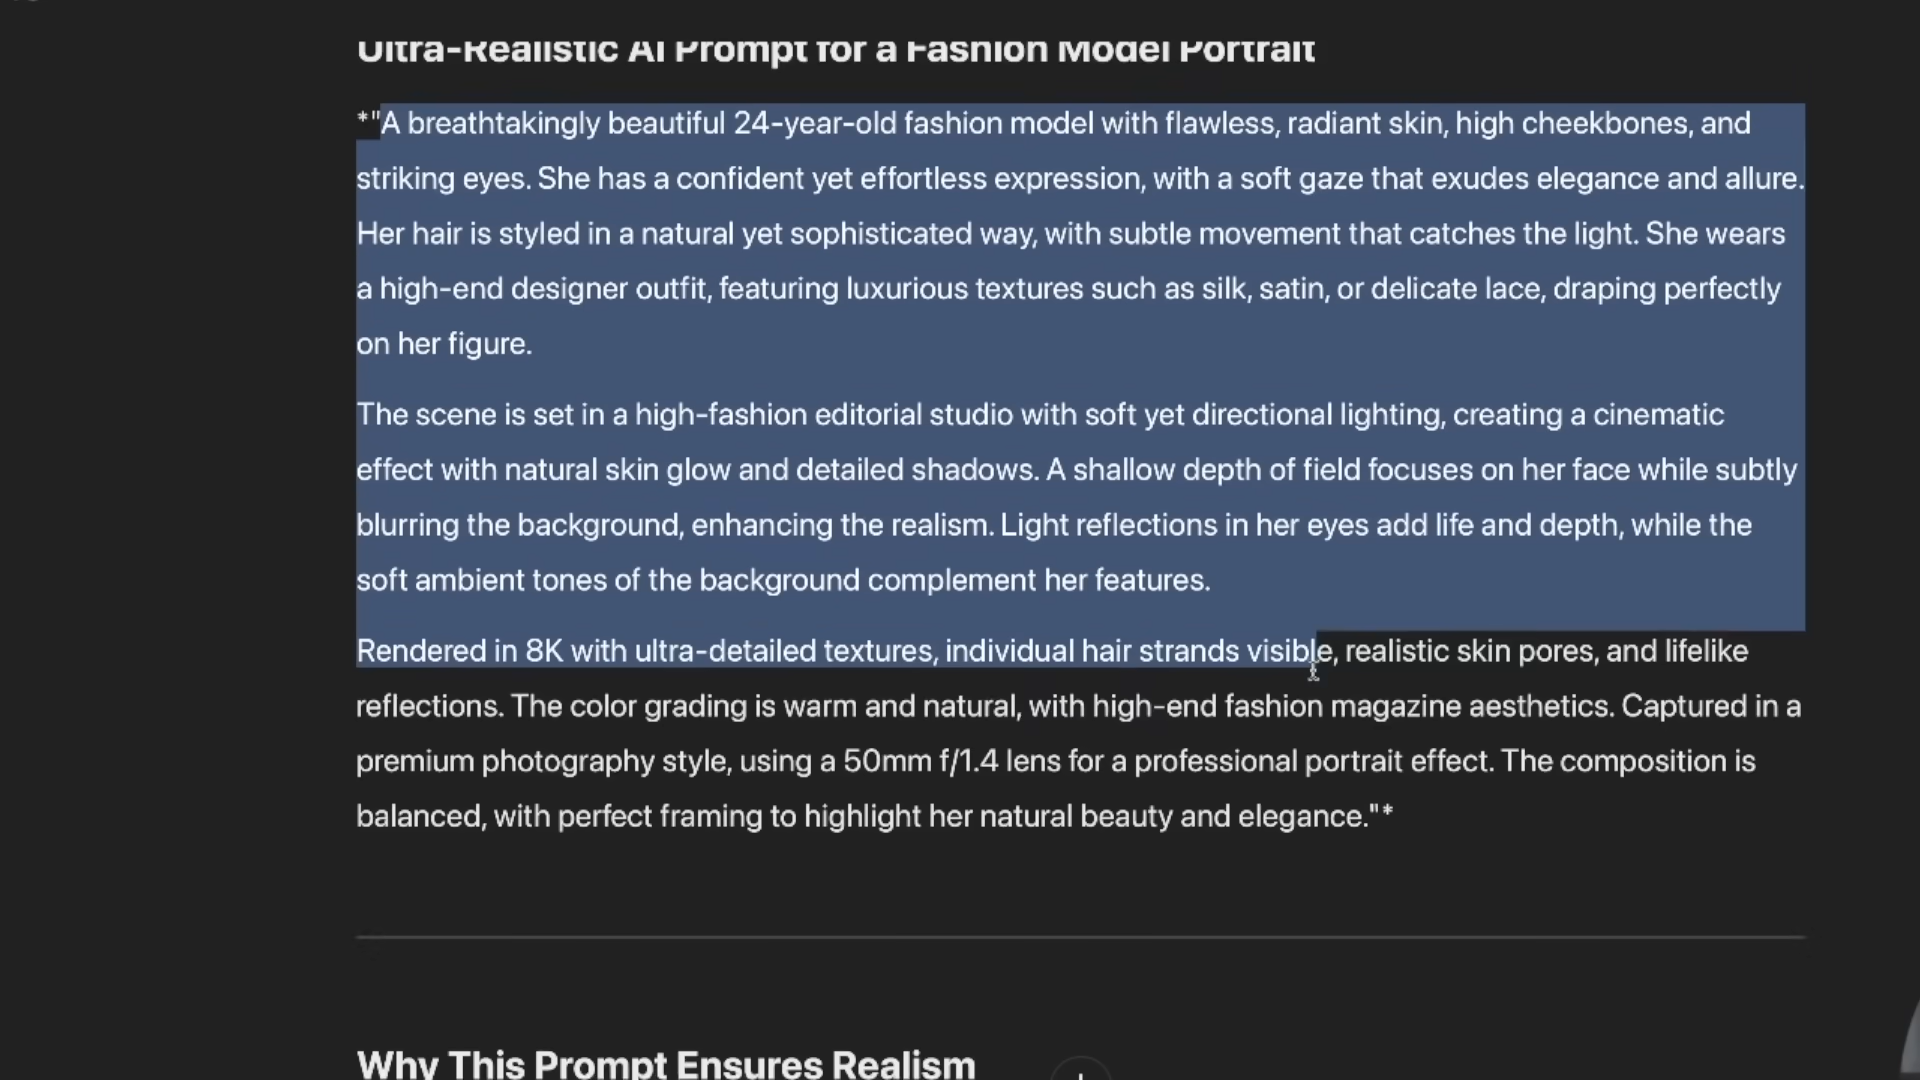 Ultra-Realistic AI Prompt for a Fashion Model Portrait
*"A breathtakingly beautiful 24-year-old fashion model with flawless, radiant skin, high cheekbones, and
striking eyes. She has a confident yet effortless expression, with a soft gaze that exudes elegance and allure.
Her hair is styled in a natural yet sophisticated way, with subtle movement that catches the light. She wears
a high-end designer outfit, featuring luxurious textures such as silk, satin, or delicate lace, draping perfectly
on her figure.
The scene is set in a high-fashion editorial studio with soft yet directional lighting, creating a cinematic
effect with natural skin glow and detailed shadows. A shallow depth of field focuses on her face while subtly
blurring the background, enhancing the realism. Light reflections in her eyes add life and depth, while the
soft ambient tones of the background complement her features.
Rendered in 8K with ultra-detailed textures, individual hair strands visible, realistic skin pores, and lifelike
reflections. The color grading is warm and natural, with high-end fashion magazine aesthetics. Captured in a
premium photography style, using a 50mm f/1.4 lens for a professional portrait effect. The composition is
balanced, with perfect framing to highlight her natural beauty and elegance."*
Why This Prompt Ensures Realism